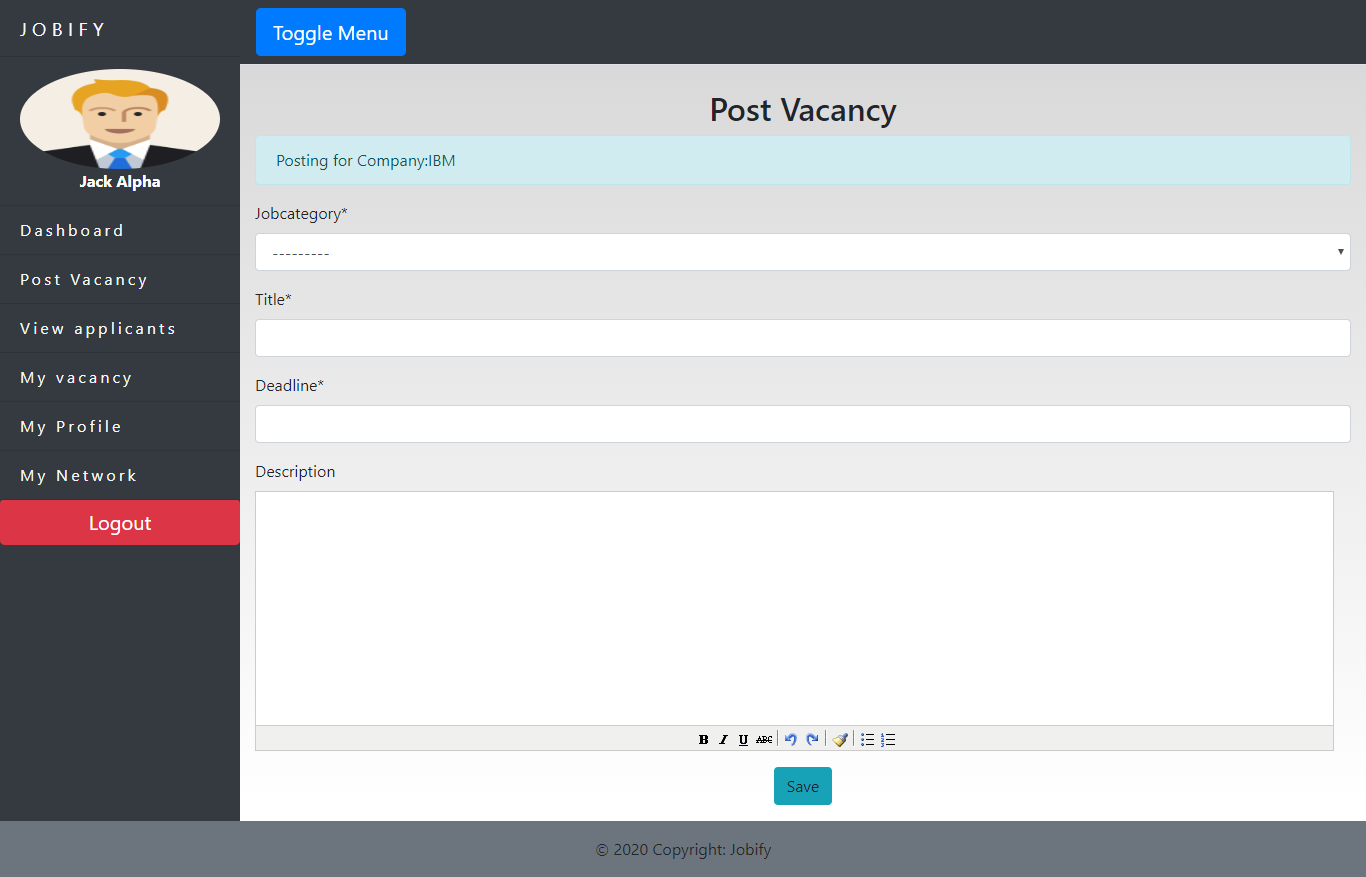 JOBIFY
Toggle Menu
Jack Alpha
Dashboard
Post Vacancy
View applicants
My vacancy
My Profile
My Network
Logout
Post Vacancy
Posting for Company:IBM
Jobcategory*
---------
Title*
Deadline*
Description
B I U ABC
Save
© 2020 Copyright: Jobify